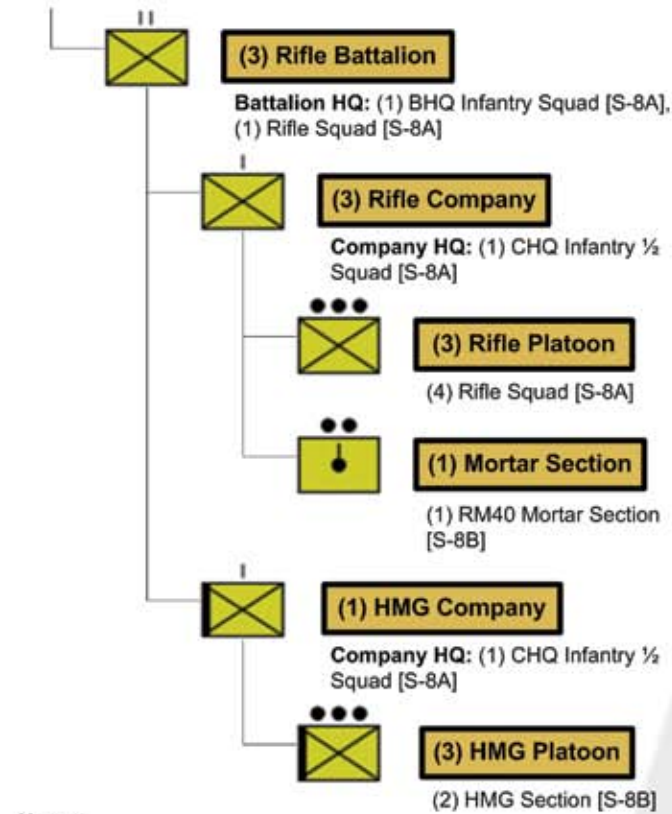 (3) Rifle Battalion
Battalion HQ: (1) BHQ Infantry Squad [S-8A],
(1) Rifle Squad [S-8A]
(3) Rifle Company
Company HQ: (1) CHQ Infantry ½
Squad [S-8A]
(3) Rifle Platoon
(4) Rifle Squad [S-8A]
(1) Mortar Section
(1) RM40 Mortar Section
[S-8B]
(1) HMG Company
Company HQ: (1) CHQ Infantry ½
Squad [S-8A]
(3) HMG Platoon
(2) HMG Section [S-8B]